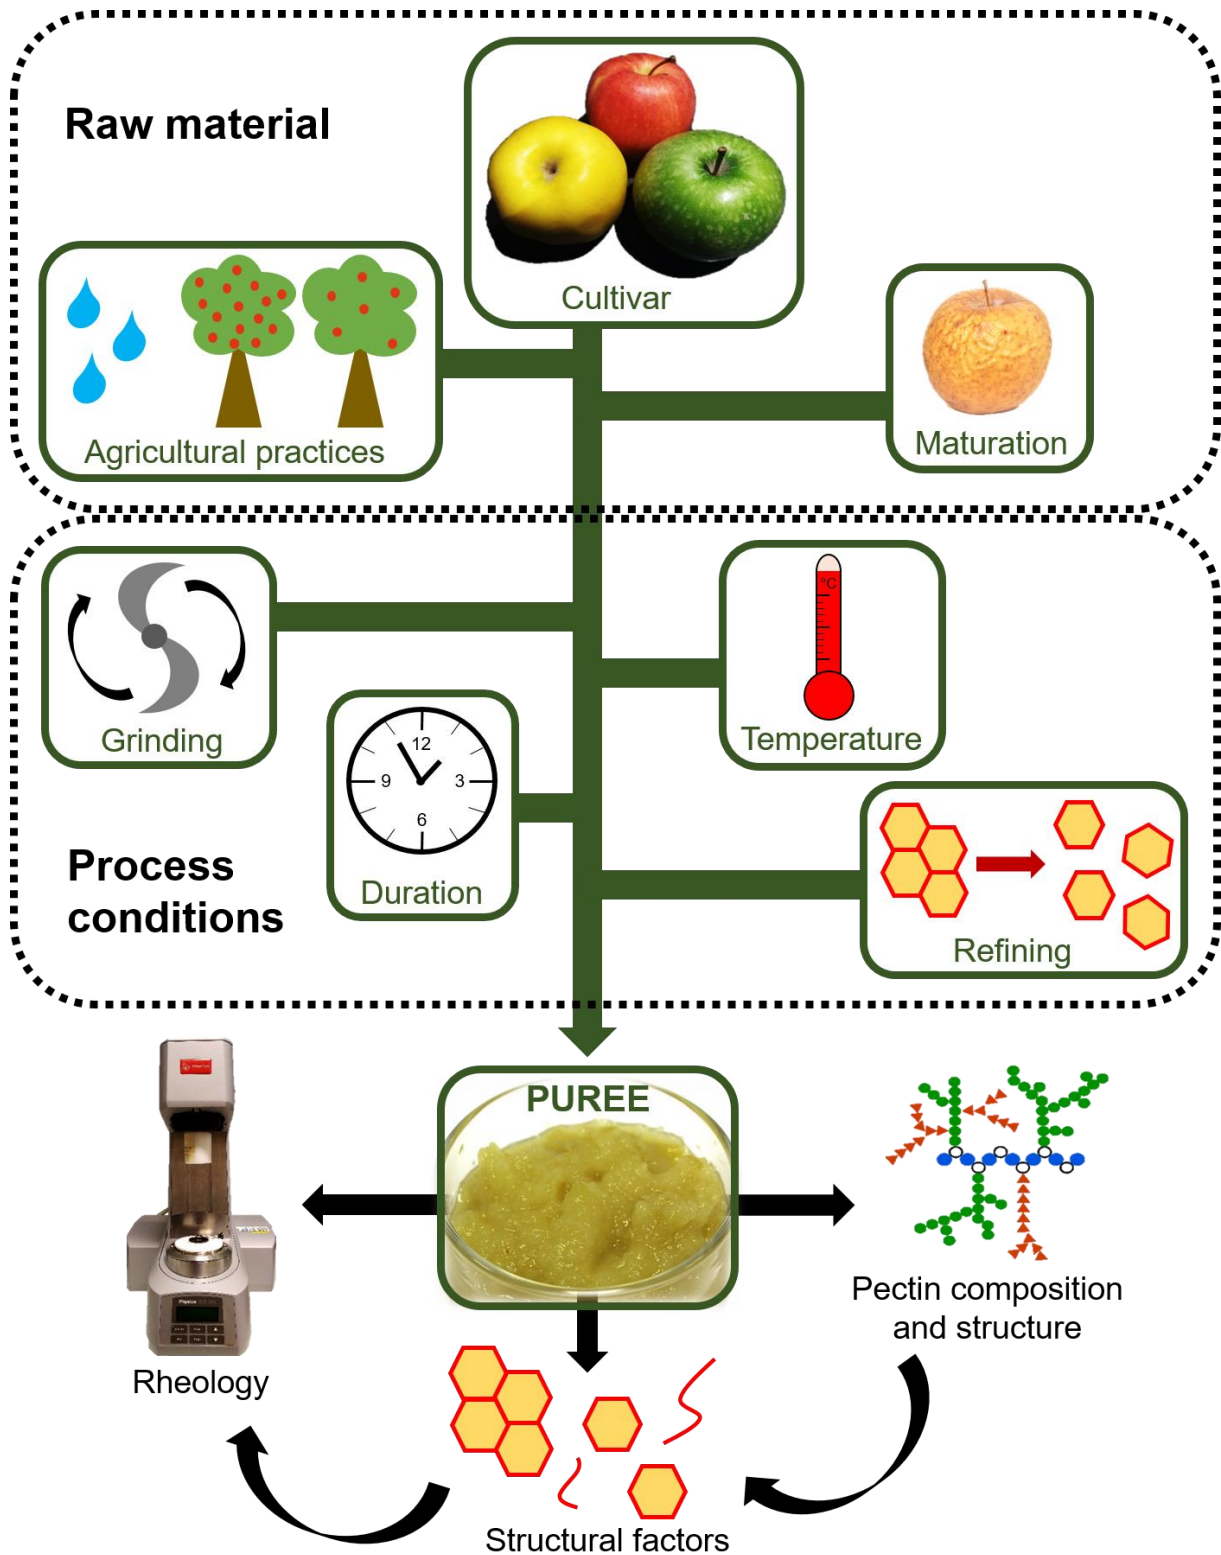 Raw material
Cultivar
Agricultural practices
Maturation
Grinding
°C
Temperature
12
9
3
6
Duration
Process
conditions
Refining
PUREE
Physica
Pectin composition
and structure
Rheology
Structural factors